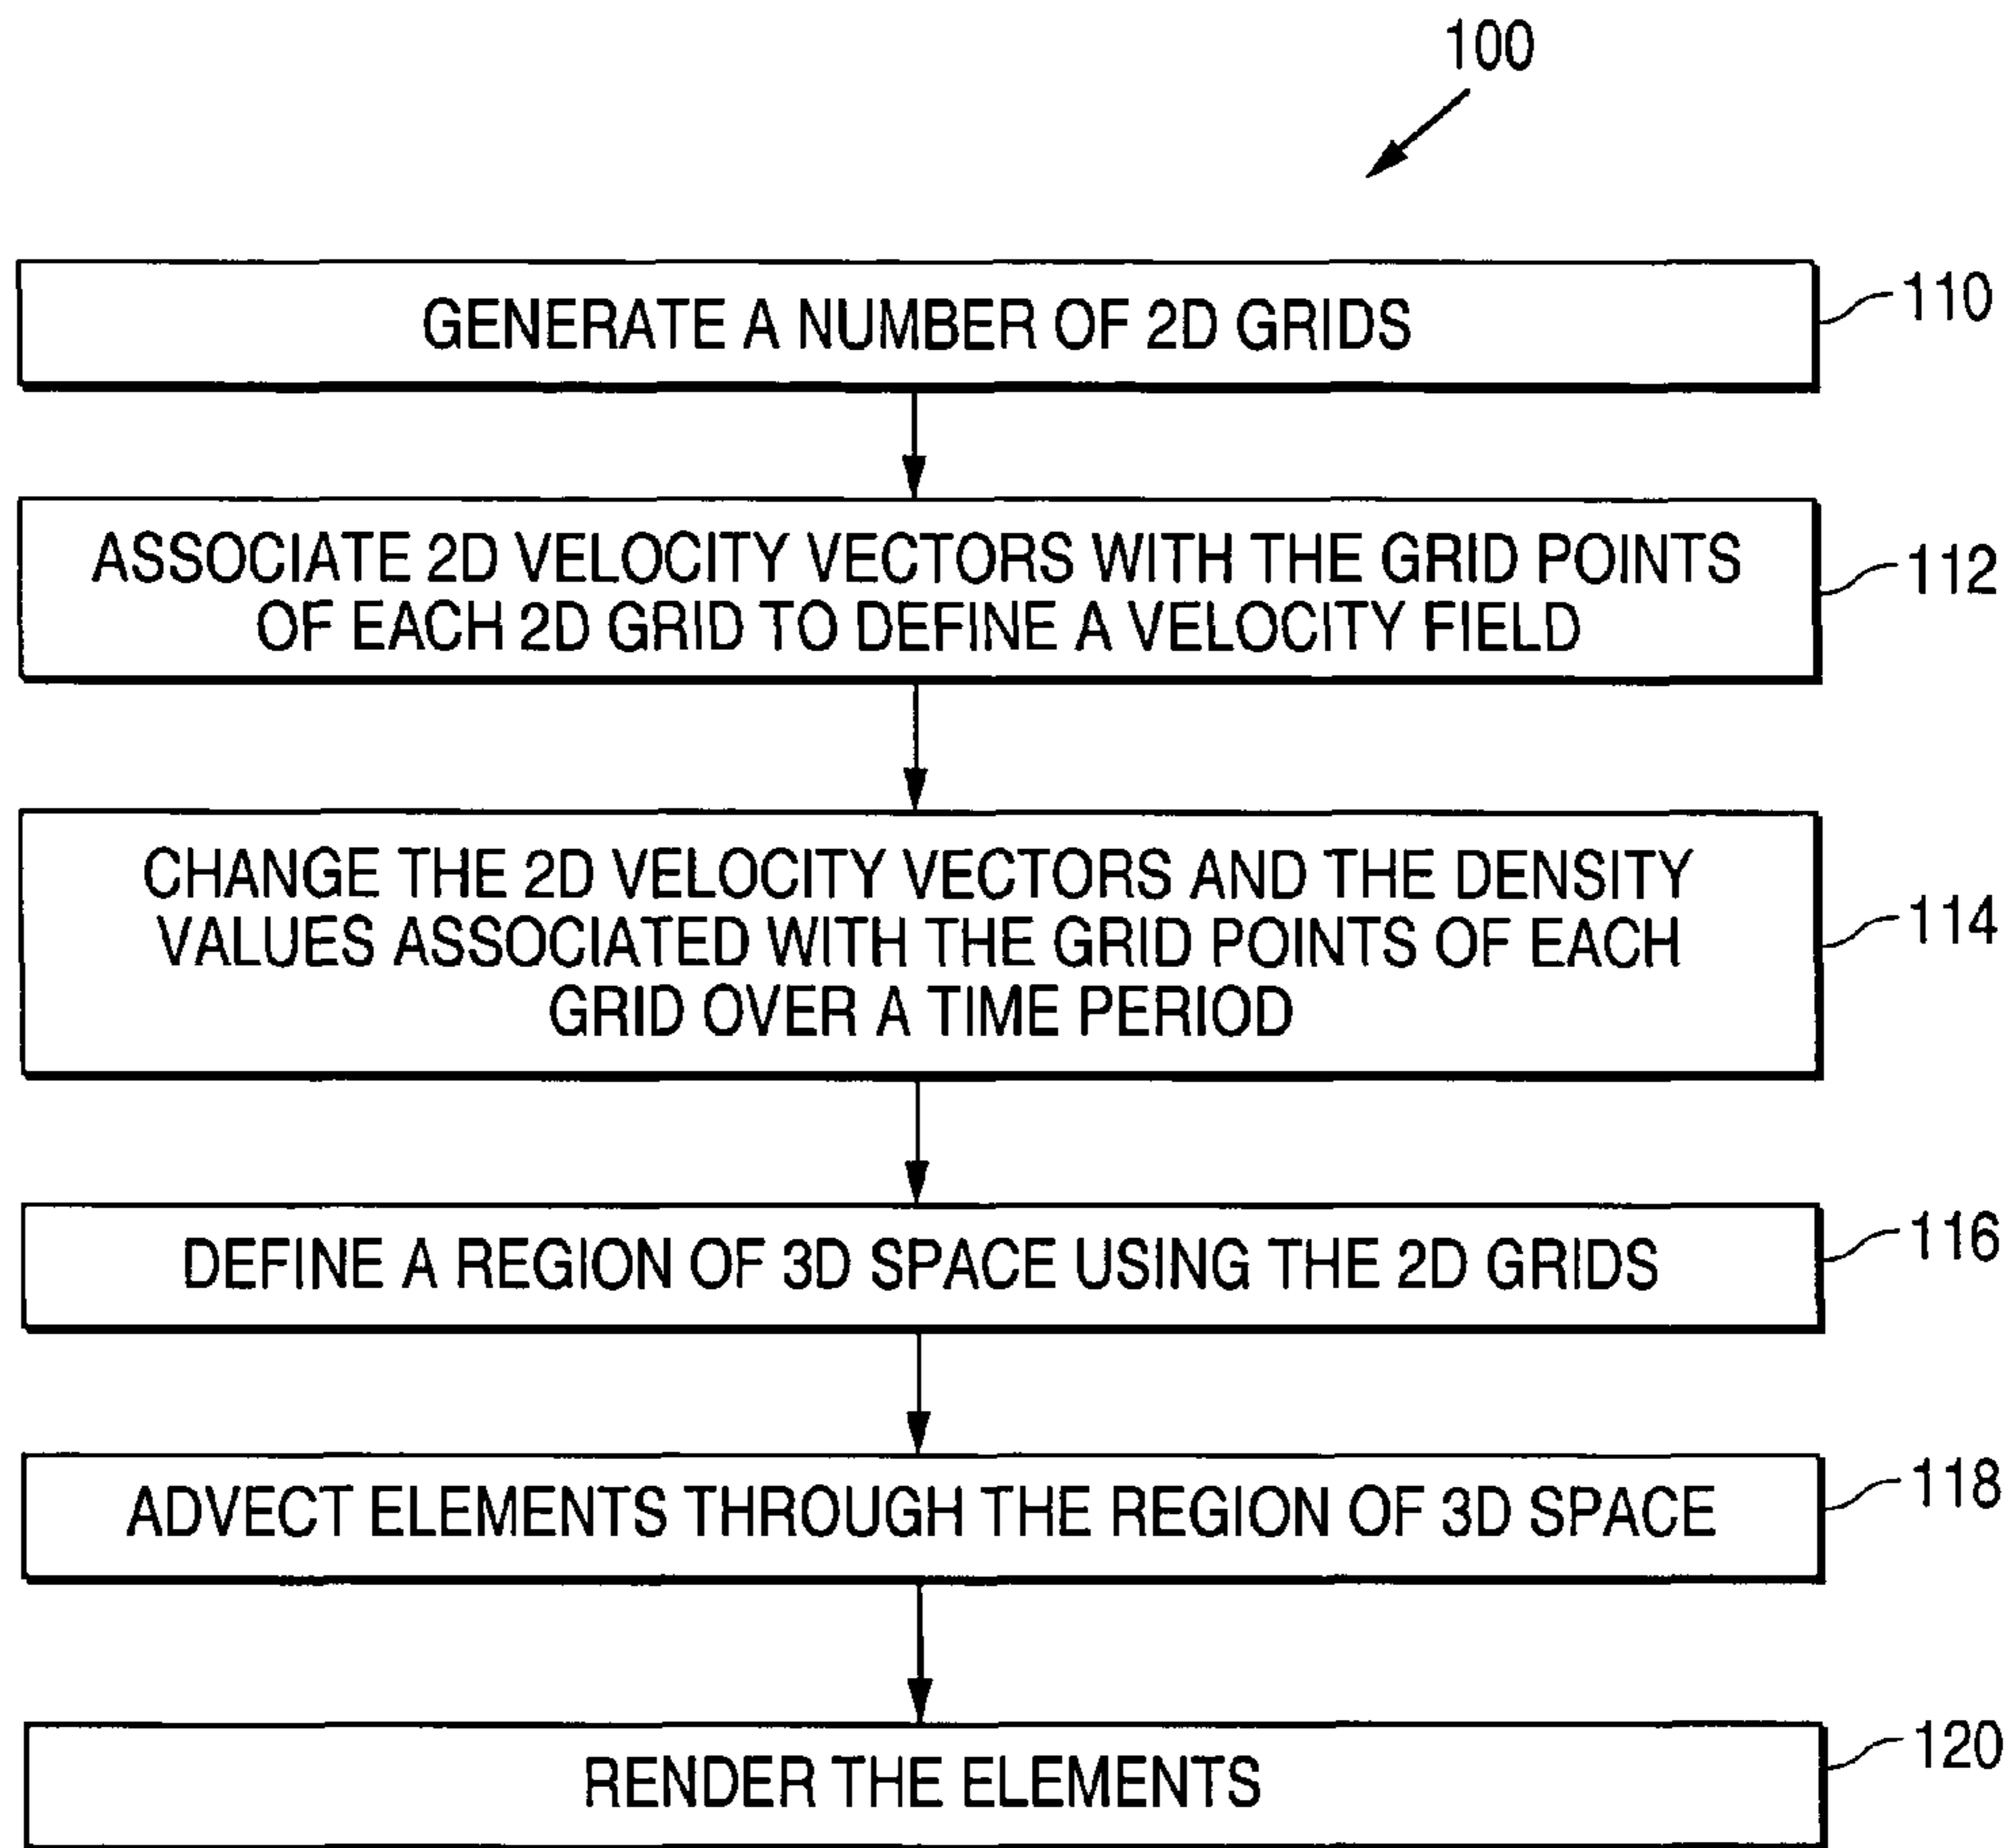 100
GENERATE A NUMBER OF 2D GRIDS
110
ASSOCIATE 2D VELOCITY VECTORS WITH THE GRID POINTS
OF EACH 2D GRID TO DEFINE A VELOCITY FIELD
112
CHANGE THE 2D VELOCITY VECTORS AND THE DENSITY
VALUES ASSOCIATED WITH THE GRID POINTS OF EACH
GRID OVER A TIME PERIOD
114
DEFINE A REGION OF 3D SPACE USING THE 2D GRIDS
116
ADVECT ELEMENTS THROUGH THE REGION OF 3D SPACE
118
RENDER THE ELEMENTS
120